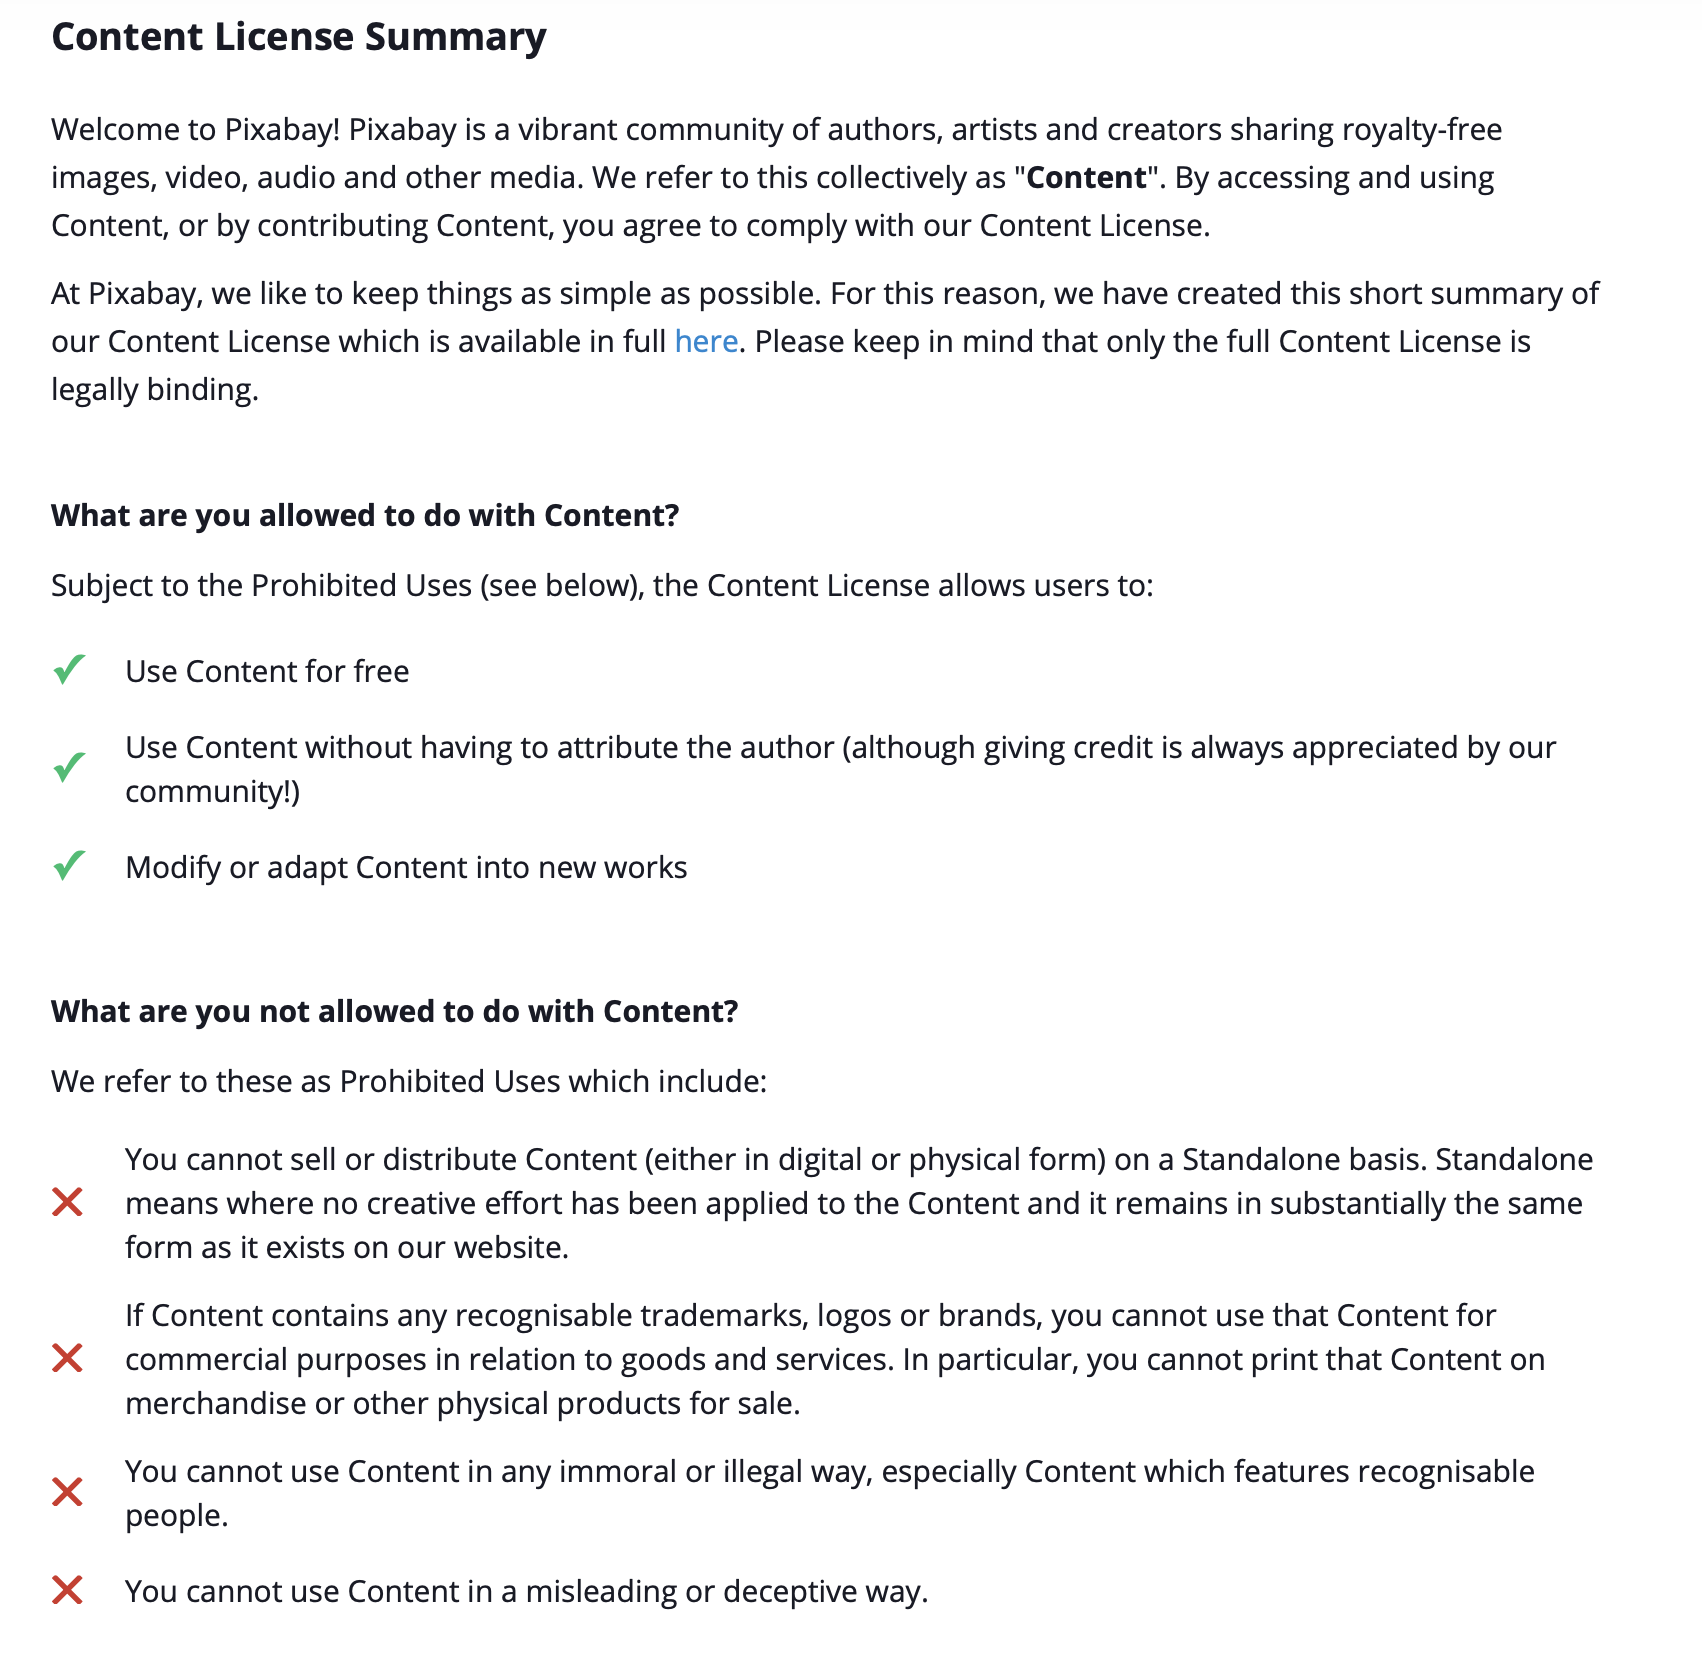 Content License Summary
Welcome to Pixabay! Pixabay is a vibrant community of authors, artists and creators sharing royalty-free
images, video, audio and other media. We refer to this collectively as "Content". By accessing and using
Content, or by contributing Content, you agree to comply with our Content License.
At Pixabay, we like to keep things as simple as possible. For this reason, we have created this short summary of
our Content License which is available in full here. Please keep in mind that only the full Content License is
legally binding.
What are you allowed to do with Content?
Subject to the Prohibited Uses (see below), the Content License allows users to:
Use Content for free
Use Content without having to attribute the author (although giving credit is always appreciated by our
community!)
Modify or adapt Content into new works
What are you not allowed to do with Content?
We refer to these as Prohibited Uses which include:
You cannot sell or distribute Content (either in digital or physical form) on a Standalone basis. Standalone
means where no creative effort has been applied to the Content and it remains in substantially the same
form as it exists on our website.
If Content contains any recognisable trademarks, logos or brands, you cannot use that Content for
commercial purposes in relation to goods and services. In particular, you cannot print that Content on
merchandise or other physical products for sale.
You cannot use Content in any immoral or illegal way, especially Content which features recognisable
people.
You cannot use Content in a misleading or deceptive way.